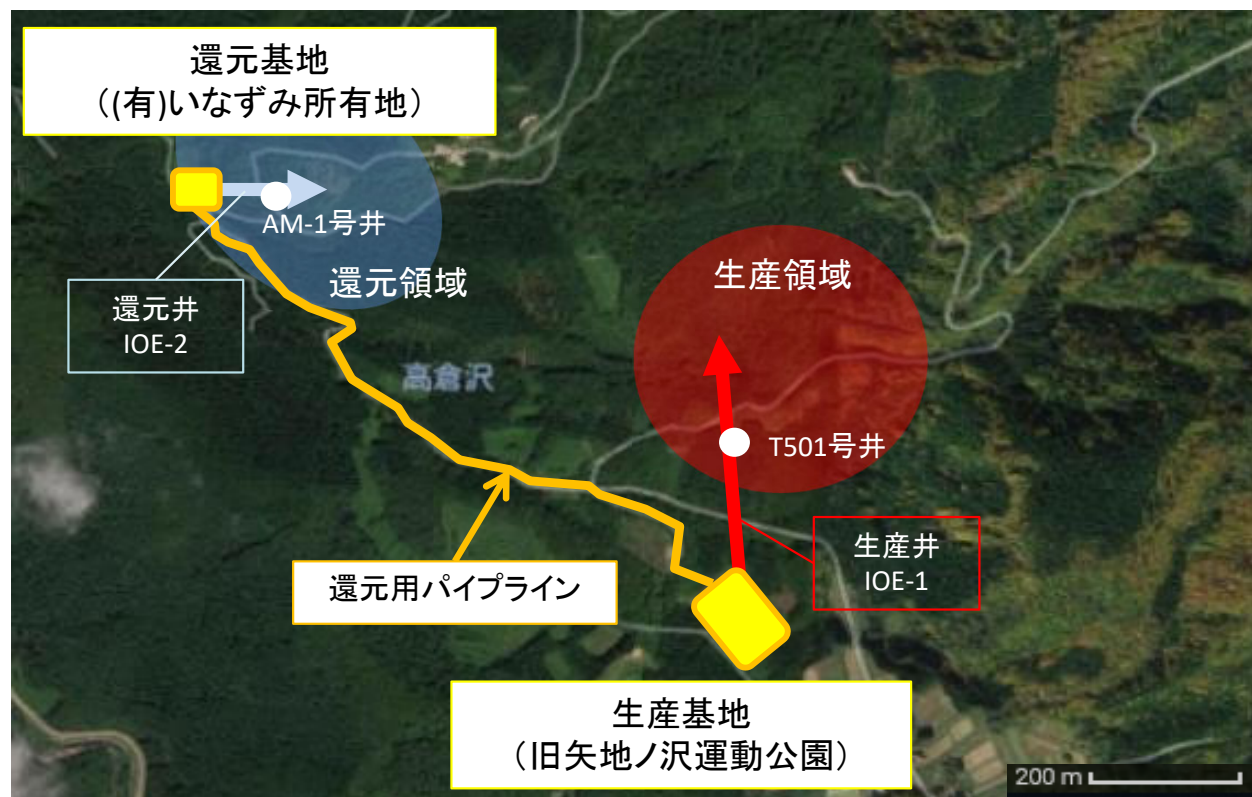 還元基地
（(有)いなずみ所有地）
AM-1号井
還元領域
生産領域
還元井
IOE-2
高倉沢
T501号井
生産井
IOE-1
還元用パイプライン
生産基地
（旧矢地ノ沢運動公園）
200 m